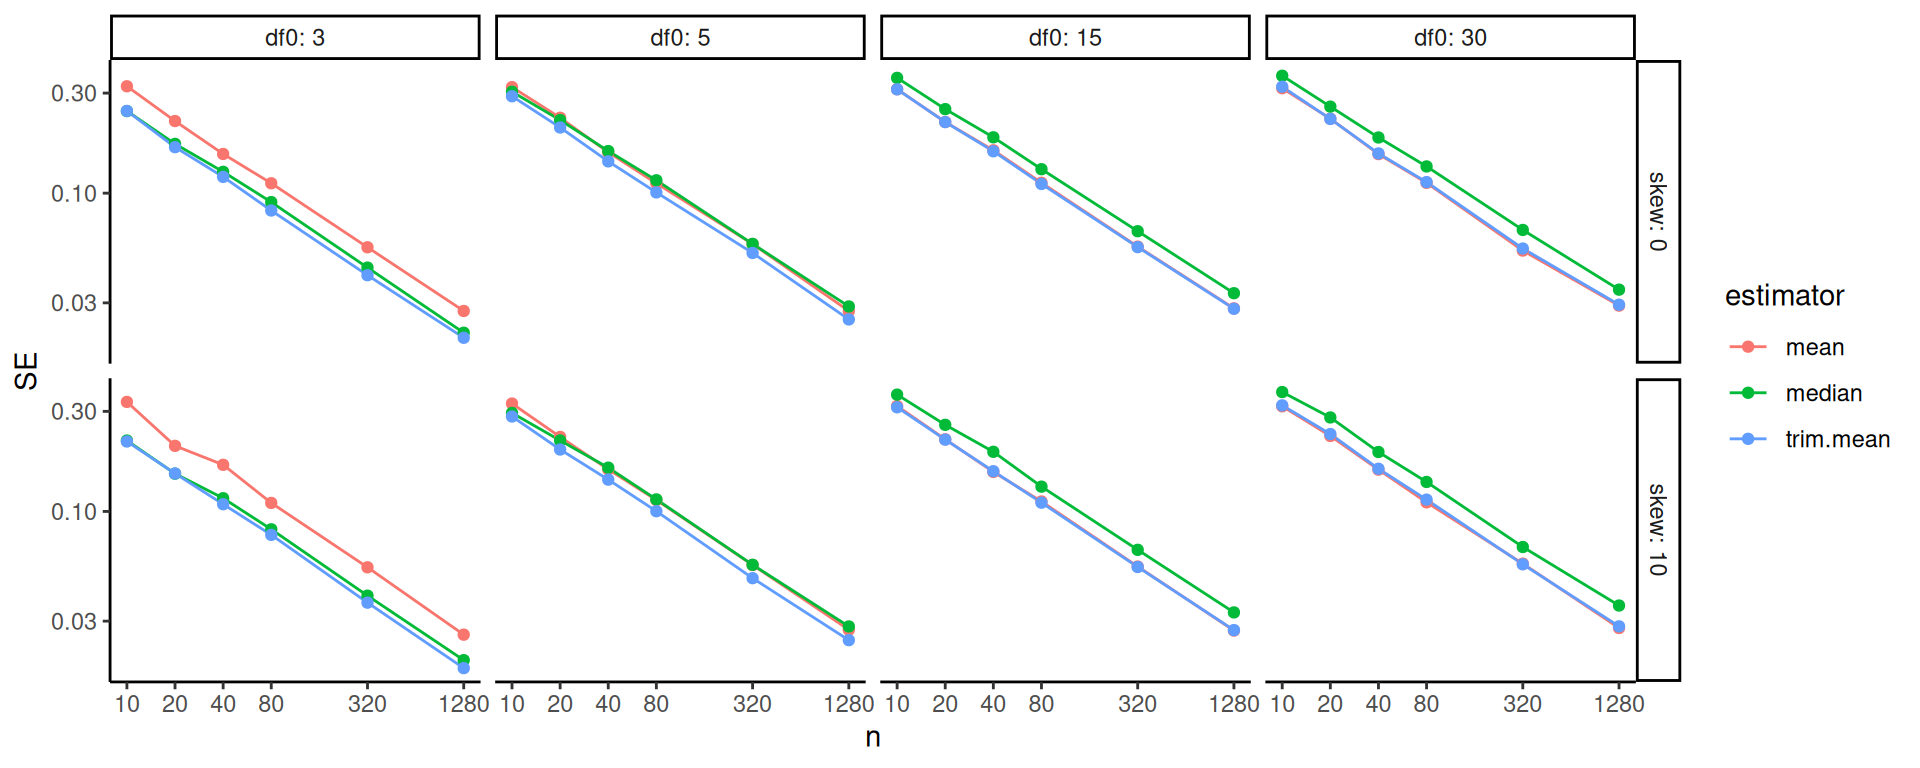 df0: 3
df0: 5
df0: 15
df0: 30
0.30
0.10
0.03
skew: 0
0.30
0.10
0.03
skew: 10
SE
10 20 40 80 320 1280
10 20 40 80 320 1280
10 20 40 80 320 1280
10 20 40 80 320 1280
n
estimator
mean
median
trim.mean